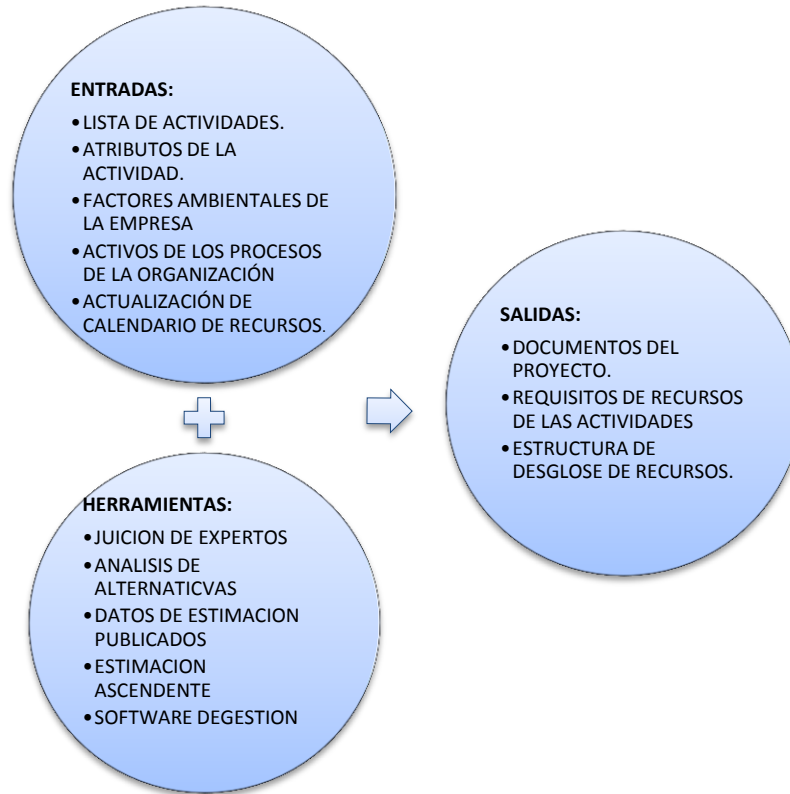 ENTRADAS:
•LISTA DE ACTIVIDADES.
•ATRIBUTOS DE LA
ACTIVIDAD.
•FACTORES AMBIENTALES DE
LA EMPRESA
•ACTIVOS DE LOS PROCESOS
DE LA ORGANIZACIÓN
•ACTUALIZACIÓN DE
CALENDARIO DE RECURSOS.
HERRAMIENTAS:
•JUICION DE EXPERTOS
•ANALISIS DE
ALTERNATICVAS
•DATOS DE ESTIMACION
PUBLICADOS
•ESTIMACION
ASCENDENTE
•SOFTWARE DEGESTION
SALIDAS:
•DOCUMENTOS DEL
PROYECTO.
•REQUISITOS DE RECURSOS
DE LAS ACTIVIDADES
•ESTRUCTURA DE
DESGLOSE DE RECURSOS.